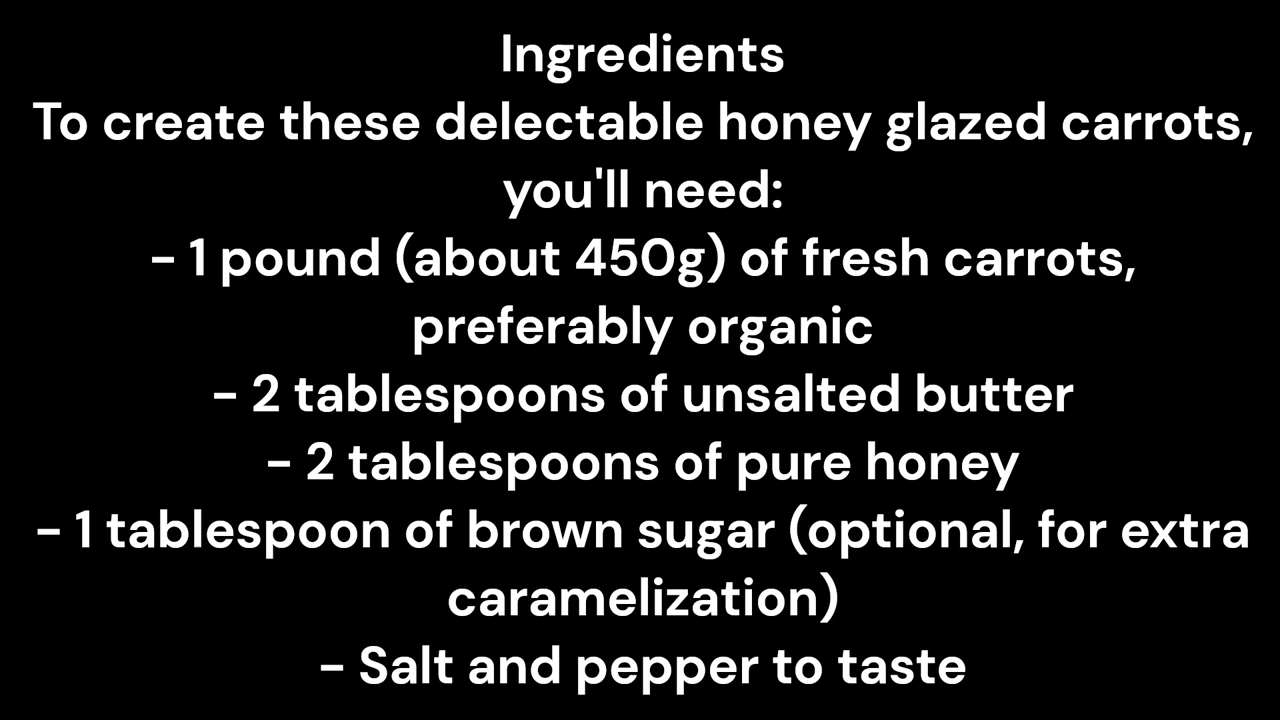 Ingredients
To create these delectable honey glazed carrots,
you'll need:
- 1 pound (about 450g) of fresh carrots,
preferably organic
- 2 tablespoons of unsalted butter
- 2 tablespoons of pure honey
- 1 tablespoon of brown sugar (optional, for extra
caramelization)
- Salt and pepper to taste